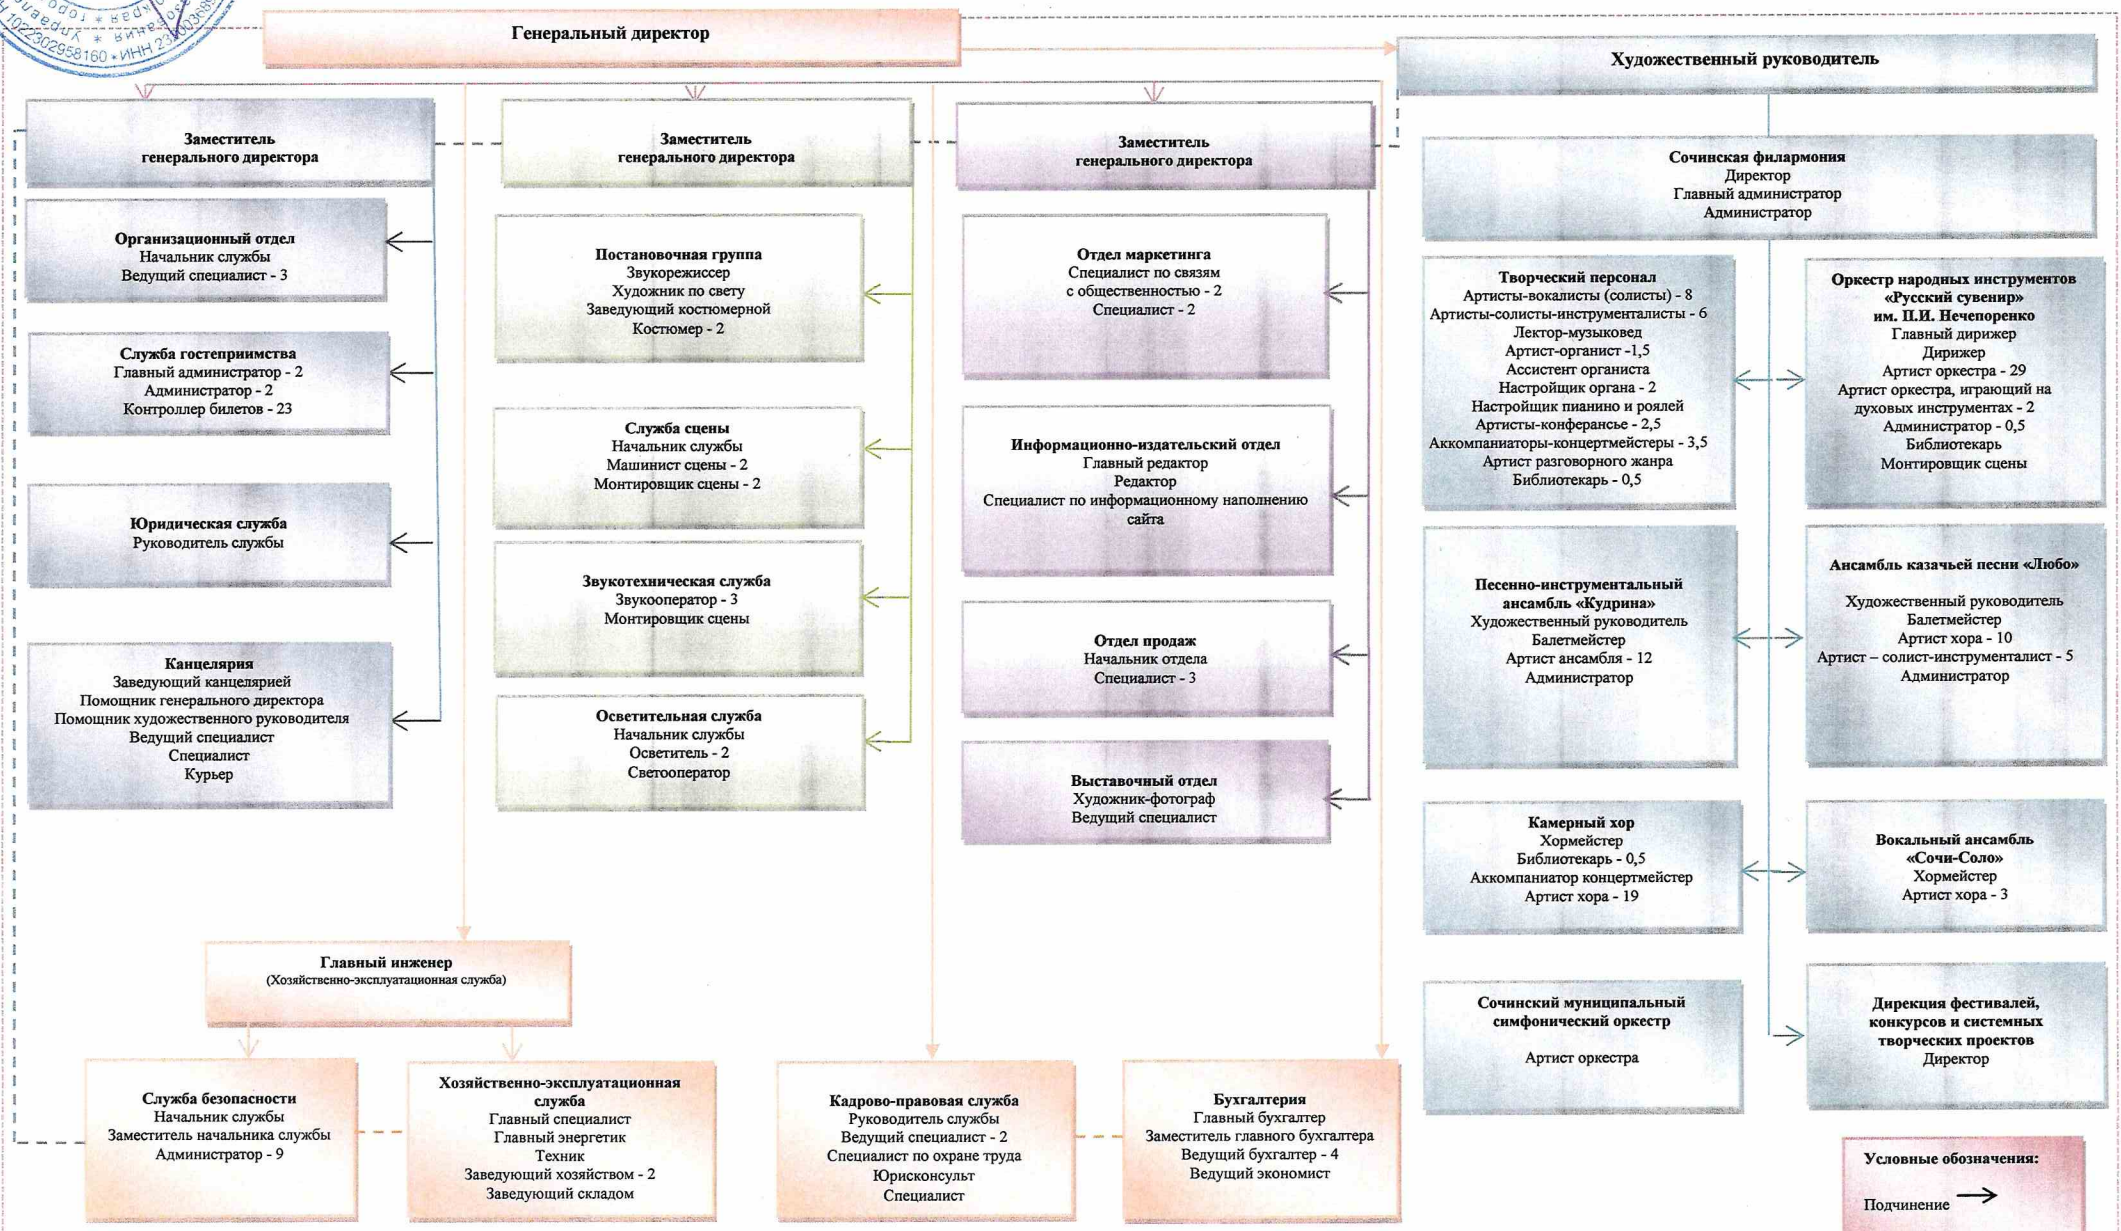 1022302958160 * ИНН
Генеральный директор
Художественный руководитель
Заместитель
генерального директора
Заместитель
генерального директора
Заместитель
генерального директора
Сочинская филармония
Директор
Главный администратор
Администратор
Организационный отдел
Начальник службы
Ведущий специалист - 3
Служба гостеприимства
Главный администратор - 2
Администратор - 2
Контроллер билетов - 23
Юридическая служба
Руководитель службы
Канцелярия
Заведующий канцелярией
Помощник генерального директора
Помощник художественного руководителя
Ведущий специалист
Специалист
Курьер
Постановочная группа
Звукорежиссер
Художник по свету
Заведующий костюмерной
Костюмер - 2
Служба сцены
Начальник службы
Машинист сцены - 2
Монтировщик сцены - 2
Звукотехническая служба
Звукооператор - 3
Монтировщик сцены
Осветительная служба
Начальник службы
Осветитель - 2
Светооператор
Отдел маркетинга
Специалист по связям
с общественностью - 2
Специалист - 2
Информационно-издательский отдел
Главный редактор
Редактор
Специалист по информационному наполнению
сайта
Отдел продаж
Начальник отдела
Специалист - 3
Выставочный отдел
Художник-фотограф
Ведущий специалист
Творческий персонал
Артисты-вокалисты (солисты) - 8
Артисты-солисты-инструменталисты - 6
Лектор-музыковед
Артист-органист -1,5
Ассистент органиста
Настройщик органа - 2
Настройщик пианино и роялей
Артисты-конферансье - 2,5
Аккомпаниаторы-концертмейстеры - 3,5
Артист разговорного жанра
Библиотекарь - 0,5
Оркестр народных инструментов
«Русский сувенир»
им. П.И. Нечепоренко
Главный дирижер
Дирижер
Артист оркестра - 29
Артист оркестра, играющий на
духовых инструментах - 2
Администратор - 0,5
Библиотекарь
Монтировщик сцены
Песенно-инструментальный
ансамбль «Кудрина»
Художественный руководитель
Балетмейстер
Артист ансамбля - 12
Администратор
Ансамбль казачьей песни «Любо»
Художественный руководитель
Балетмейстер
Артист хора - 10
Артист – солист-инструменталист - 5
Администратор
Камерный хор
Хормейстер
Библиотекарь - 0,5
Аккомпаниатор концертмейстер
Артист хора - 19
Вокальный ансамбль
«Сочи-Соло»
Хормейстер
Артист хора - 3
Сочинский муниципальный
симфонический оркестр
Артист оркестра
Дирекция фестивалей,
конкурсов и системных
творческих проектов
Директор
Главный инженер
(Хозяйственно-эксплуатационная служба)
Служба безопасности
Начальник службы
Заместитель начальника службы
Администратор - 9
Хозяйственно-эксплуатационная
служба
Главный специалист
Главный энергетик
Техник
Заведующий хозяйством - 2
Заведующий складом
Кадрово-правовая служба
Руководитель службы
Ведущий специалист - 2
Специалист по охране труда
Юрисконсульт
Специалист
Бухгалтерия
Главный бухгалтер
Заместитель главного бухгалтера
Ведущий бухгалтер - 4
Ведущий экономист
Условные обозначения:
Подчинение